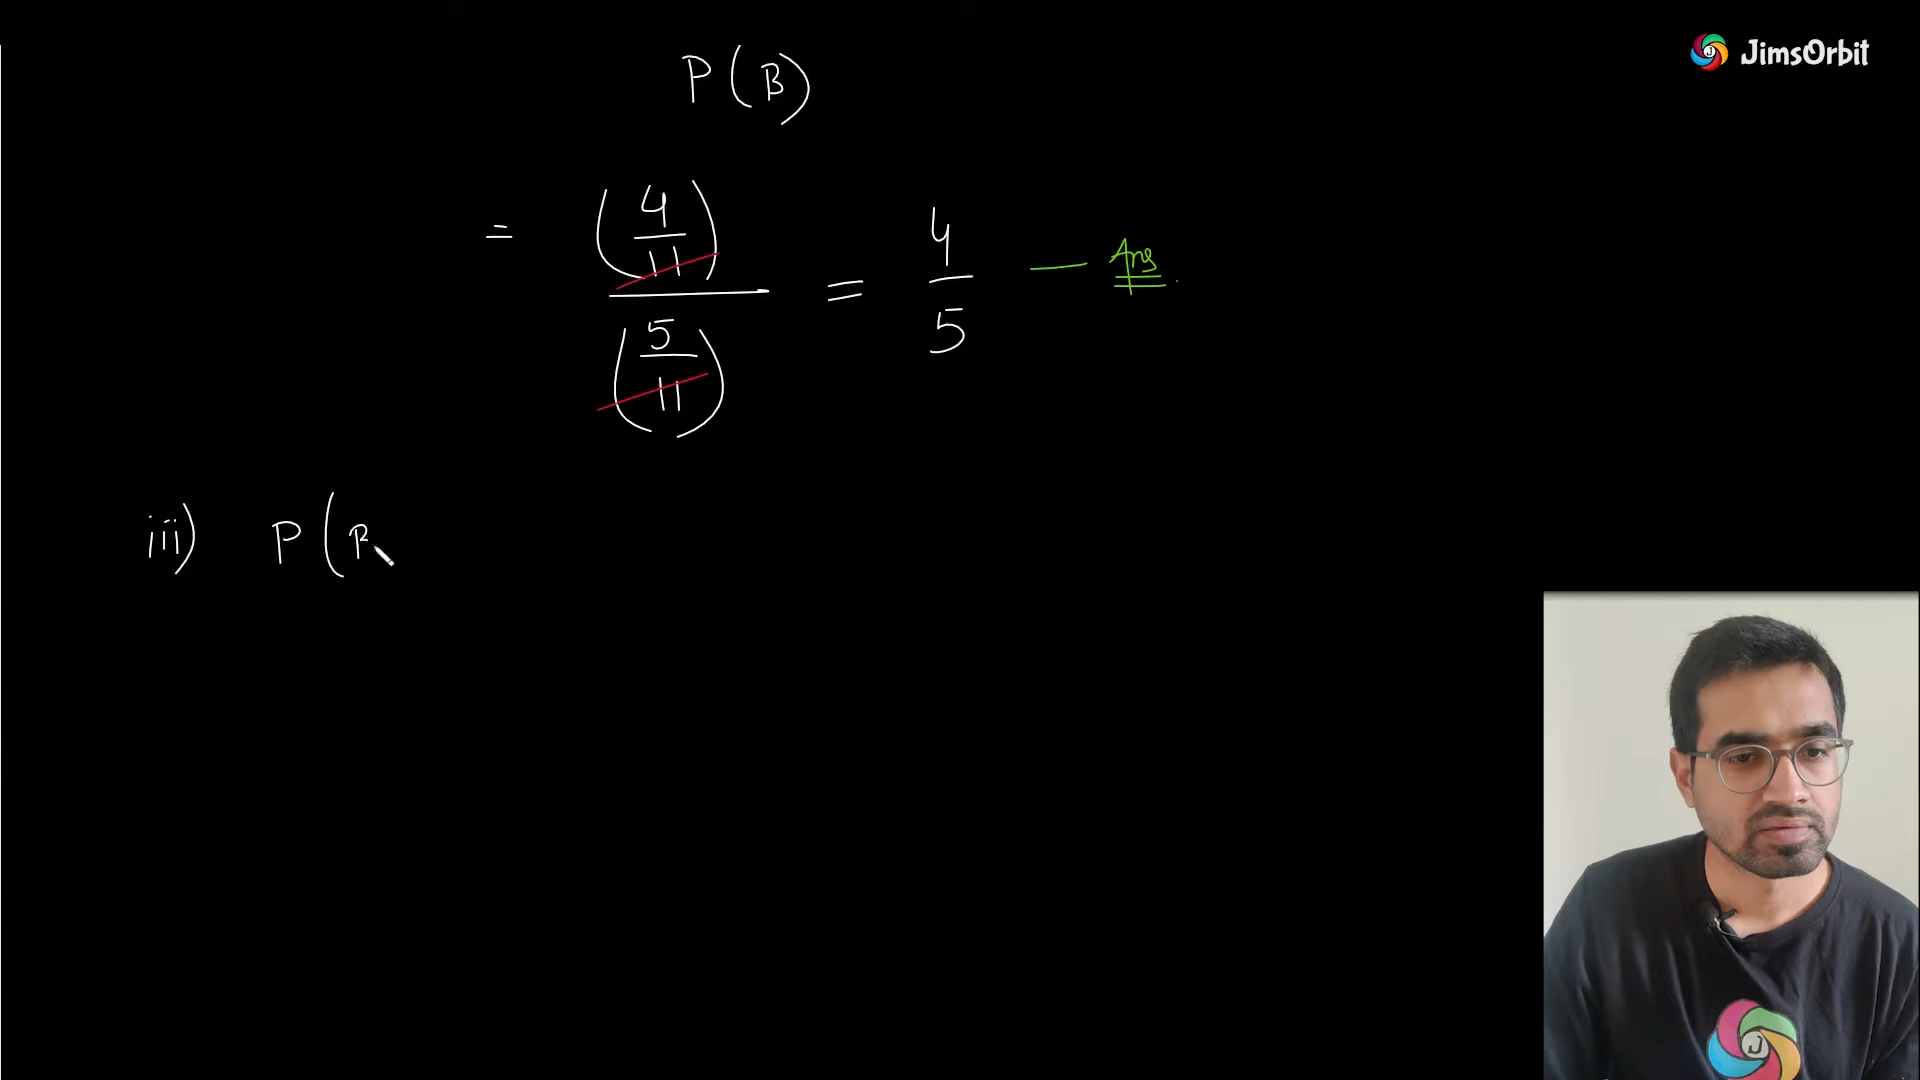 JimsOrbit
P(B)
= (4/11) / (5/11) = 4/5 — Ans.
iii) P(B
J